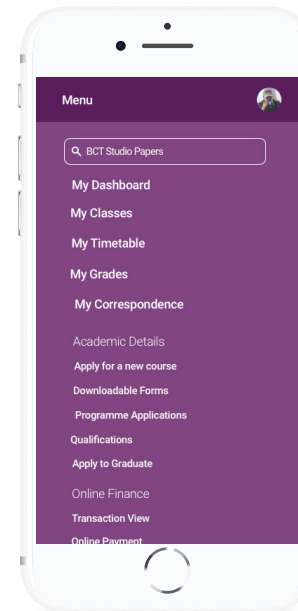 Menu
BCT Studio Papers
My Dashboard
My Classes
My Timetable
My Grades
My Correspondence
Academic Details
Apply for a new course
Downloadable Forms
Programme Applications
Qualifications
Apply to Graduate
Online Finance
Transaction View
Online Payment